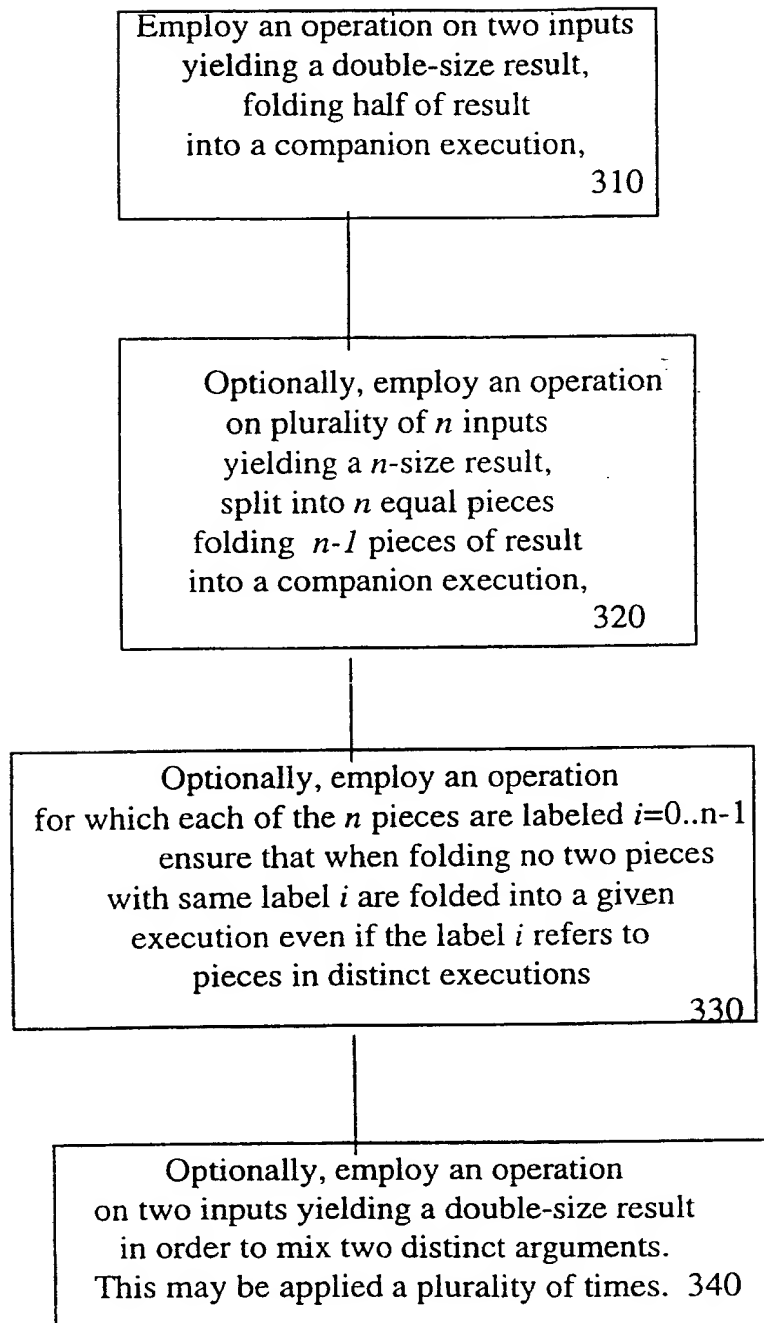 Employ an operation on two inputs
yielding a double-size result,
folding half of result
into a companion execution,
310
Optionally, employ an operation
on plurality of n inputs
yielding a n-size result,
split into n equal pieces
folding n-1 pieces of result
into a companion execution,
320
Optionally, employ an operation
for which each of the n pieces are labeled i=0..n-1
ensure that when folding no two pieces
with same label i are folded into a given
execution even if the label i refers to
pieces in distinct executions
330
Optionally, employ an operation
on two inputs yielding a double-size result
in order to mix two distinct arguments.
This may be applied a plurality of times. 340